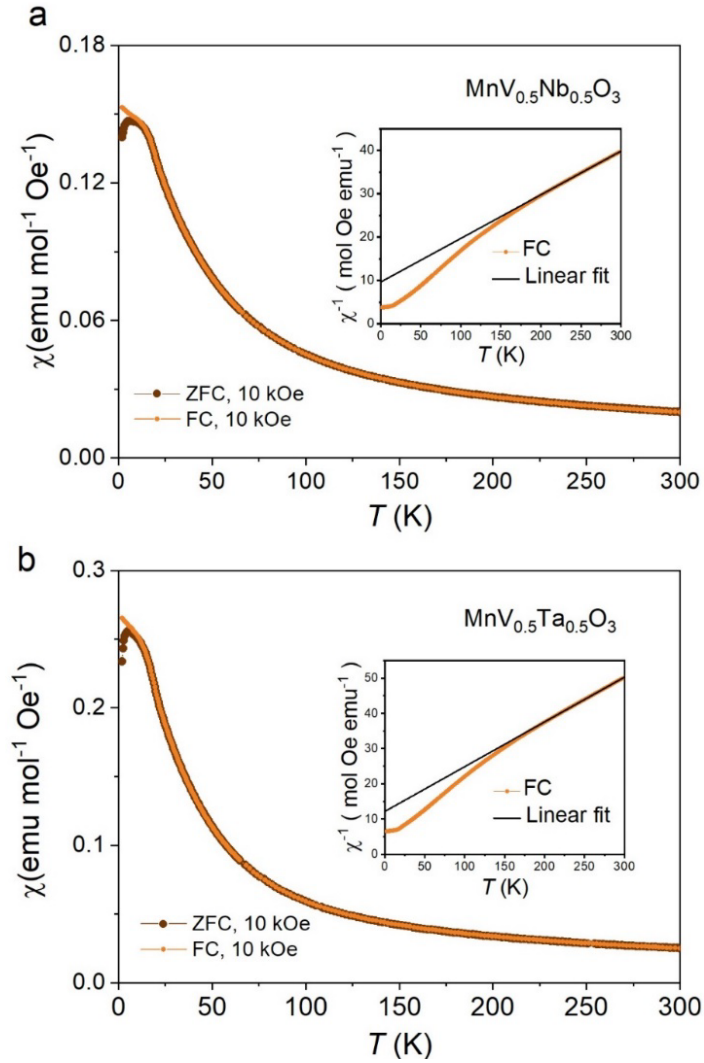 a
0.18
0.12
0.06
0.00
χ(emu mol⁻¹ Oe⁻¹)
MnV₀.₅Nb₀.₅O₃
40
30
20
10
0
χ⁻¹ ( mol Oe emu⁻¹)
FC
Linear fit
0 50 100 150 200 250 300
T (K)
ZFC, 10 kOe
FC, 10 kOe
0 50 100 150 200 250 300
T (K)
b
0.3
0.2
0.1
0.0
χ(emu mol⁻¹ Oe⁻¹)
MnV₀.₅Ta₀.₅O₃
50
40
30
20
10
0
χ⁻¹ ( mol Oe emu⁻¹)
FC
Linear fit
0 50 100 150 200 250 300
T (K)
ZFC, 10 kOe
FC, 10 kOe
0 50 100 150 200 250 300
T (K)